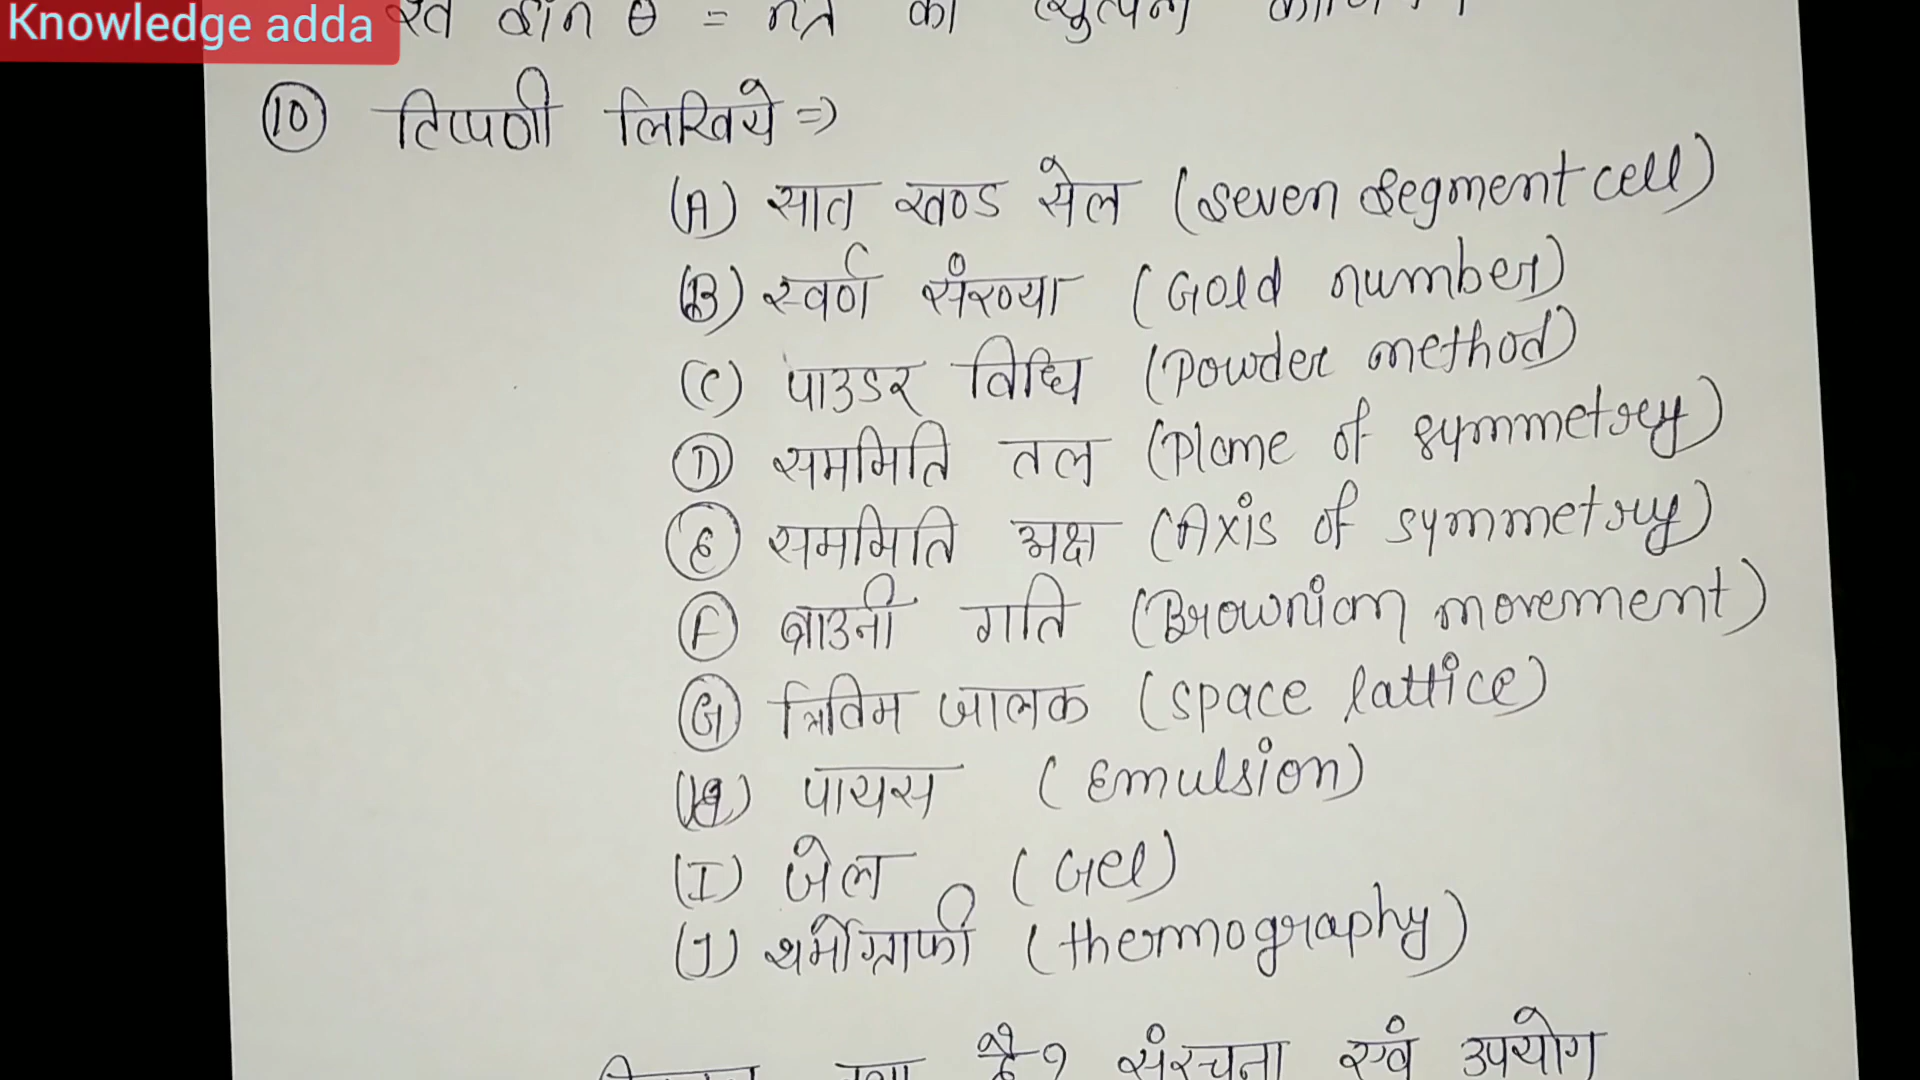 Knowledge adda
θ = nλ का
(10) टिप्पणी लिखिये ⇒
(A) सात खण्ड सेल (seven segment cell)
(B) स्वर्ण संख्या (Gold number)
(C) पाउडर विधि (Powder method)
(D) सममिति तल (Plane of symmetry)
(E) सममिति अक्ष (Axis of symmetry)
(F) ब्राउनी गति (Brownian movement)
(G) त्रिविम जालक (space lattice)
(H) पायस (Emulsion)
(I) जेल (Gel)
(J) थर्मोग्राफी (thermography)
है? संरचना एवं उपयोग